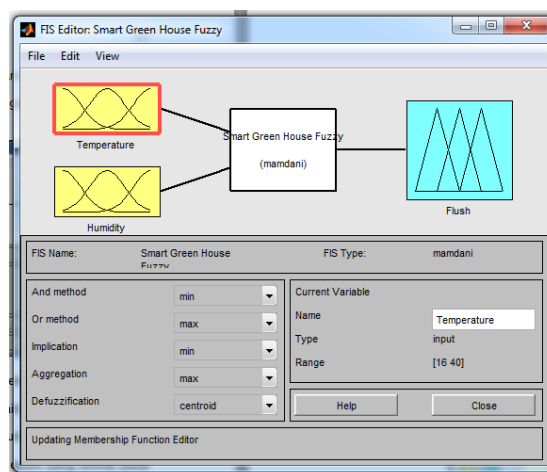 FIS Editor: Smart Green House Fuzzy
File Edit View
Temperature
Humidity
Smart Green House Fuzzy
(mamdani)
Flush
FIS Name: Smart Green House Fuzzy FIS Type: mamdani
And method min
Or method max
Implication min
Aggregation max
Defuzzification centroid
Current Variable
Name Temperature
Type input
Range [16 40]
Help Close
Updating Membership Function Editor